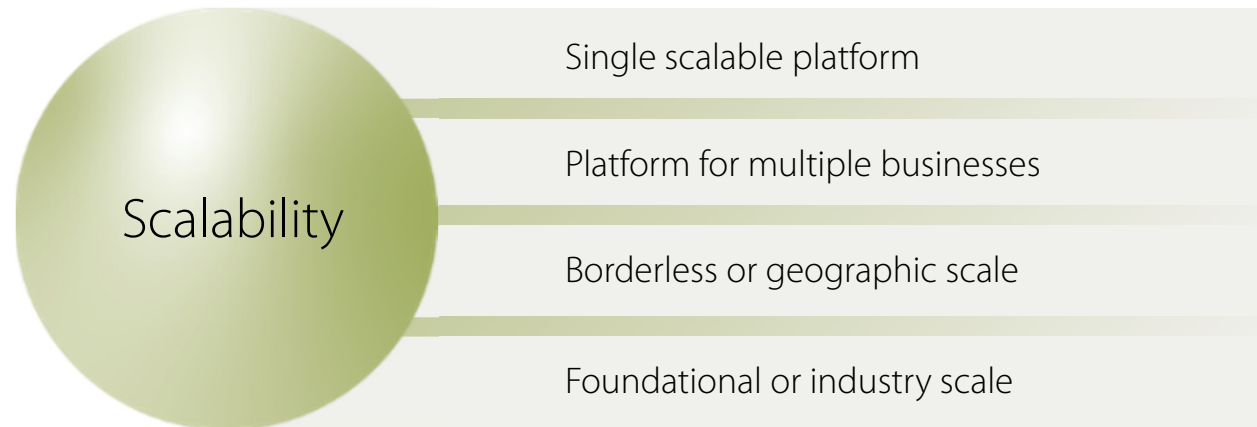 Scalability
Single scalable platform
Platform for multiple businesses
Borderless or geographic scale
Foundational or industry scale